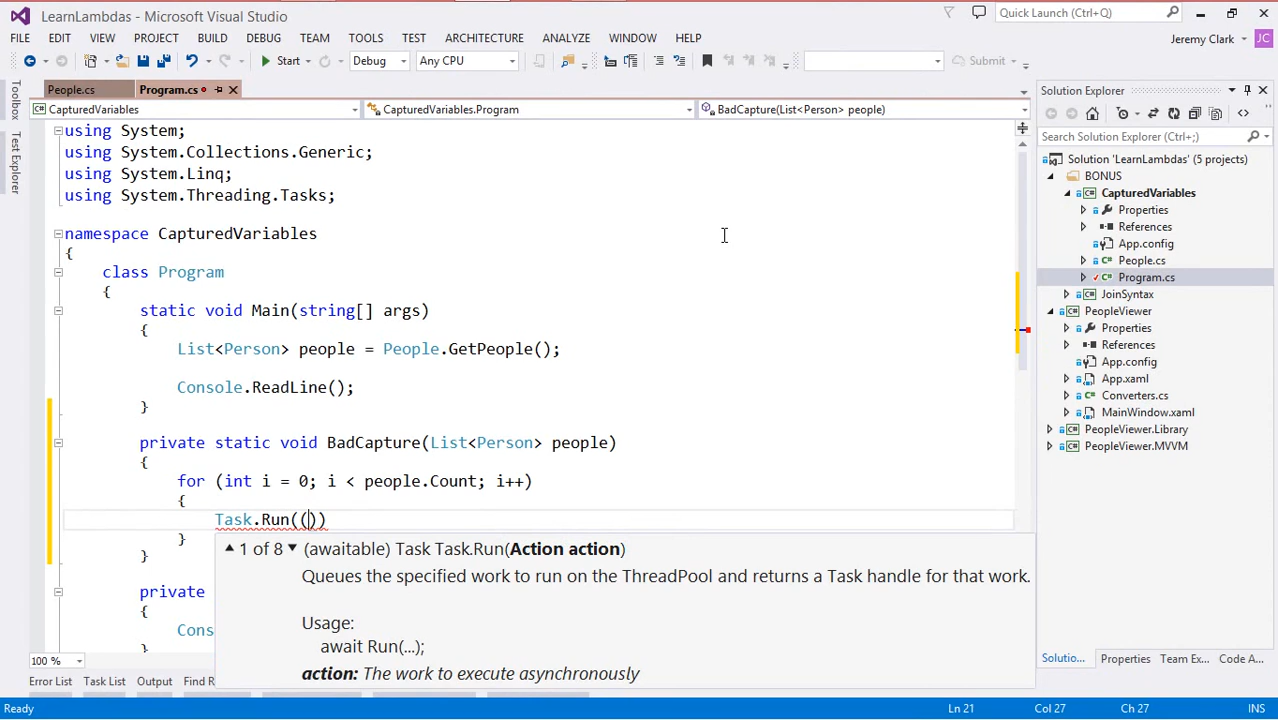 LearnLambdas - Microsoft Visual Studio
Quick Launch (Ctrl+Q)
FILE EDIT VIEW PROJECT BUILD DEBUG TEAM TOOLS TEST ARCHITECTURE ANALYZE WINDOW HELP
Jeremy Clark JC
Start Debug Any CPU Submit
People.cs Program.cs
CapturedVariables CapturedVariables.Program BadCapture(List<Person> people)
Toolbox
Test Explorer
using System;
using System.Collections.Generic;
using System.Linq;
using System.Threading.Tasks;
namespace CapturedVariables
{
class Program
{
static void Main(string[] args)
{
List<Person> people = People.GetPeople();
Console.ReadLine();
}
private static void BadCapture(List<Person> people)
{
for (int i = 0; i < people.Count; i++)
{
Task.Run(())
}
}
private
{
Cons
}
1 of 8 (awaitable) Task Task.Run(Action action)
Queues the specified work to run on the ThreadPool and returns a Task handle for that work.
Usage:
await Run(...);
action: The work to execute asynchronously
100 %
Solution Explorer
Search Solution Explorer (Ctrl+;)
Solution 'LearnLambdas' (5 projects)
BONUS
CapturedVariables
Properties
References
App.config
People.cs
Program.cs
JoinSyntax
PeopleViewer
Properties
References
App.config
App.xaml
Converters.cs
MainWindow.xaml
PeopleViewer.Library
PeopleViewer.MVVM
Solutio... Properties Team Ex... Code A...
Error List Task List Output Find R
Ready Ln 21 Col 27 Ch 27 INS